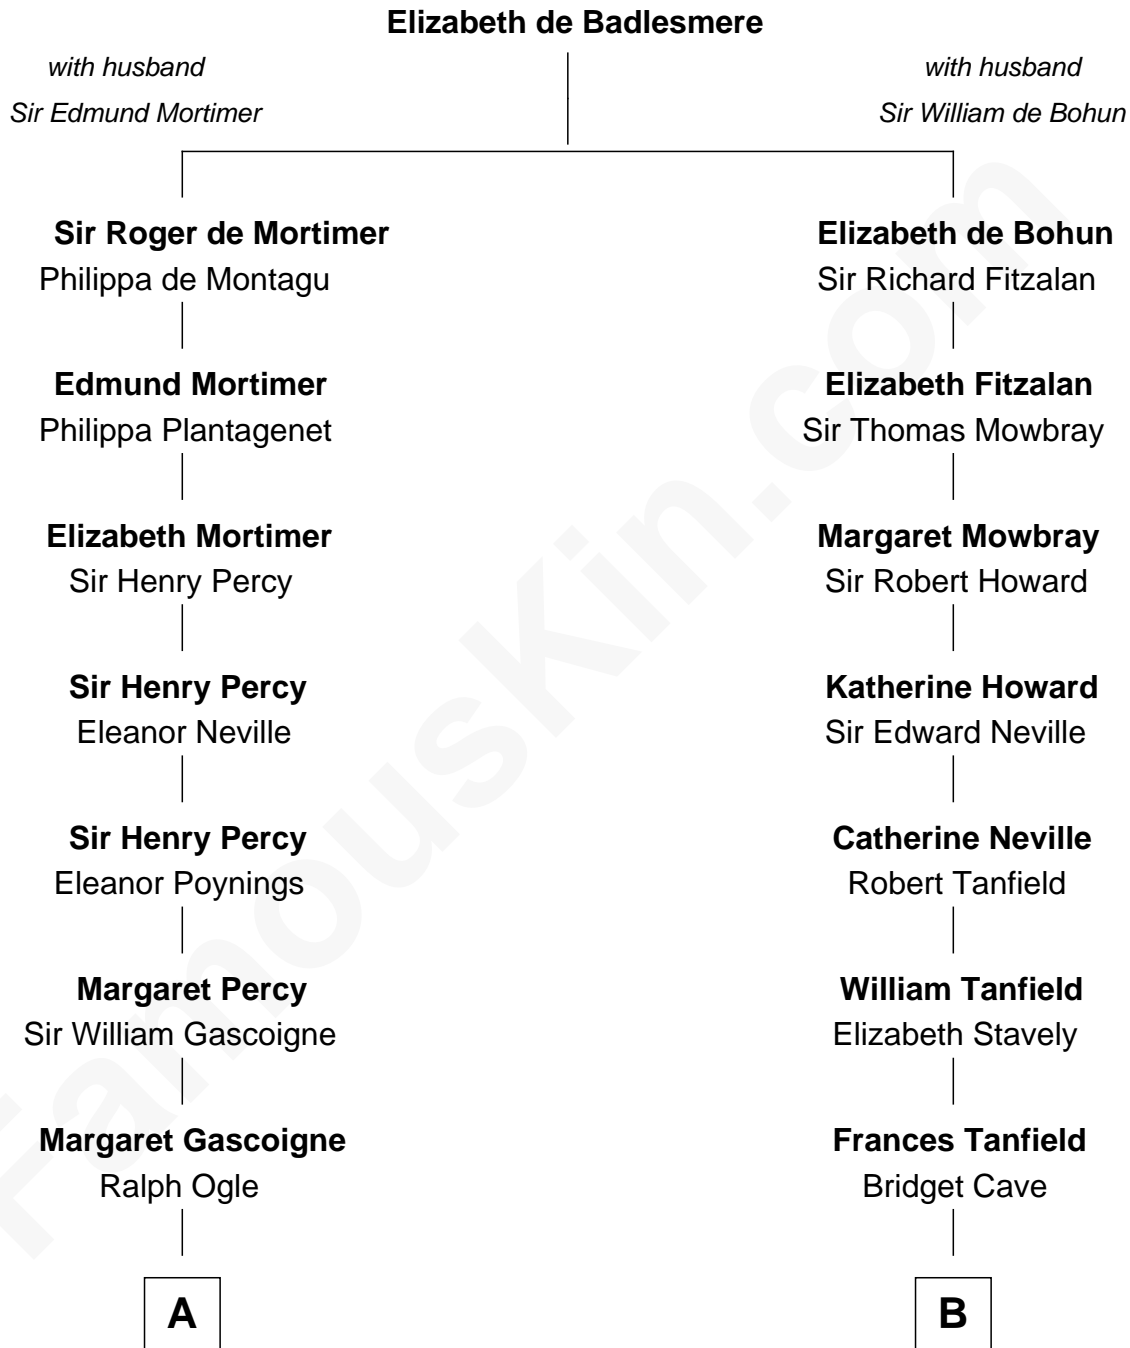 Elizabeth de Badlesmere
with husband
Sir Edmund Mortimer
with husband
Sir William de Bohun
Sir Roger de Mortimer
Philippa de Montagu
Edmund Mortimer
Philippa Plantagenet
Elizabeth Mortimer
Sir Henry Percy
Sir Henry Percy
Eleanor Neville
Sir Henry Percy
Eleanor Poynings
Margaret Percy
Sir William Gascoigne
Margaret Gascoigne
Ralph Ogle
A
Elizabeth de Bohun
Sir Richard Fitzalan
Elizabeth Fitzalan
Sir Thomas Mowbray
Margaret Mowbray
Sir Robert Howard
Katherine Howard
Sir Edward Neville
Catherine Neville
Robert Tanfield
William Tanfield
Elizabeth Stavely
Frances Tanfield
Bridget Cave
B
FamousKin.com